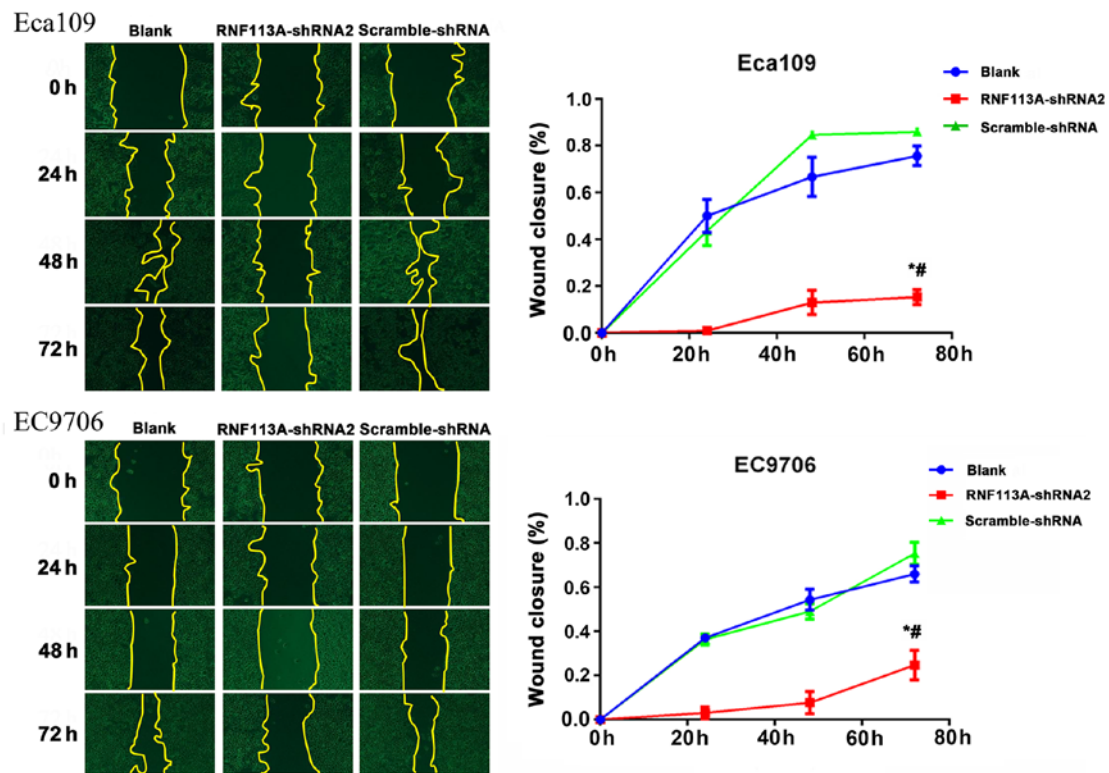 Eca109
Blank RNF113A-shRNA2 Scramble-shRNA
0 h
24 h
48 h
72 h
Eca109
Blank
RNF113A-shRNA2
Scramble-shRNA
Wound closure (%)
1.0
0.8
0.6
0.4
0.2
0.0
*#
0h 20h 40h 60h 80h
EC9706
Blank RNF113A-shRNA2 Scramble-shRNA
0 h
24 h
48 h
72 h
EC9706
Blank
RNF113A-shRNA2
Scramble-shRNA
Wound closure (%)
1.0
0.8
0.6
0.4
0.2
0.0
*#
0h 20h 40h 60h 80h